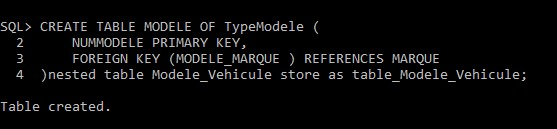 SQL> CREATE TABLE MODELE OF TypeModele (
2 NUMMODELE PRIMARY KEY,
3 FOREIGN KEY (MODELE_MARQUE ) REFERENCES MARQUE
4 )nested table Modele_Vehicule store as table_Modele_Vehicule;
Table created.